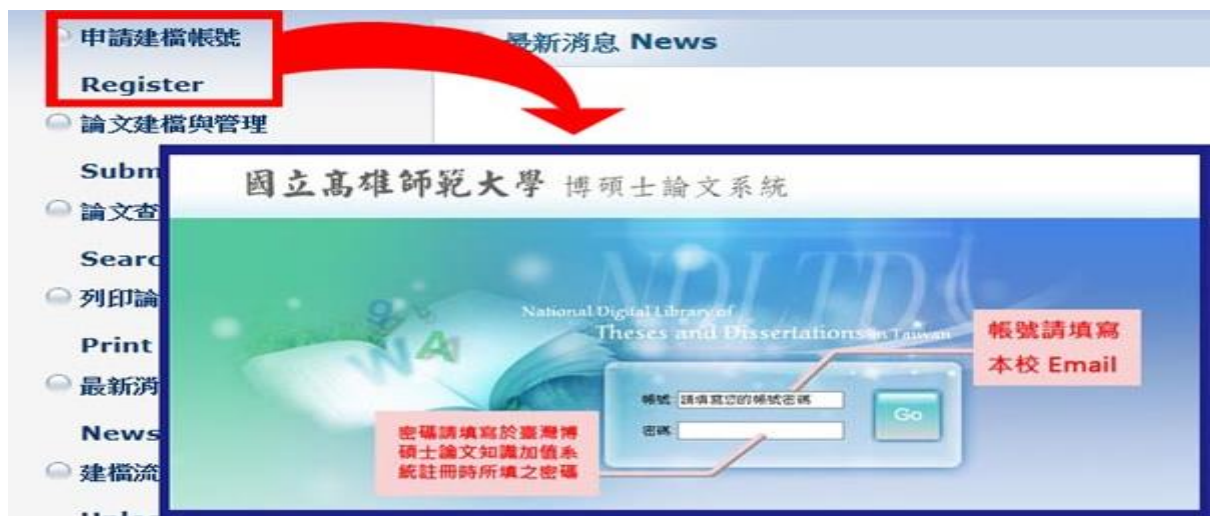 申請建檔帳號
Register
最新消息 News
論文建檔與管理
Subm
論文查
Searc
列印論
Print
最新消
News
建檔流
國立高雄師範大學 博碩士論文系統
NDLTD
National Digital Library of
Theses and Dissertations in Taiwan
帳號請填寫
本校 Email
帳號 請填寫您的帳號密碼
密碼
Go
密碼請填寫於臺灣博
碩士論文知識加值系
統註冊時所填之密碼